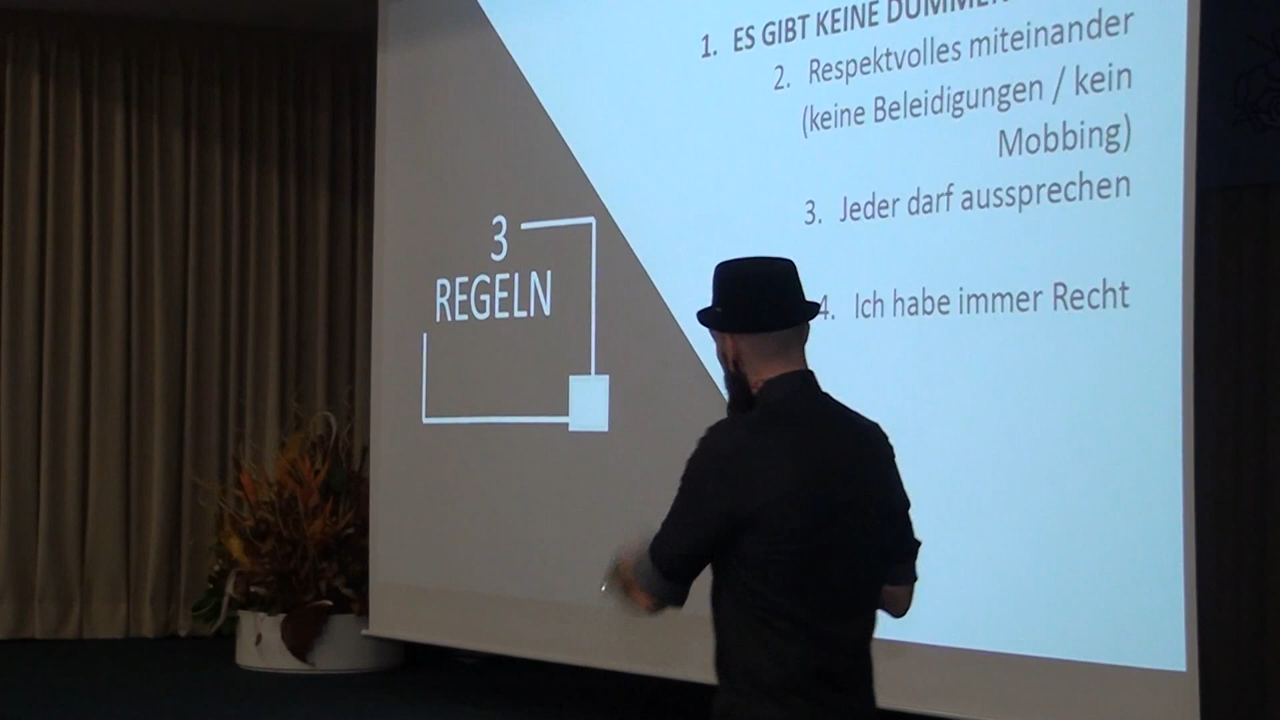 3
REGELN
1. ES GIBT KEINE
2. Respektvolles miteinander
(keine Beleidigungen / kein
Mobbing)
3. Jeder darf aussprechen
4. Ich habe immer Recht